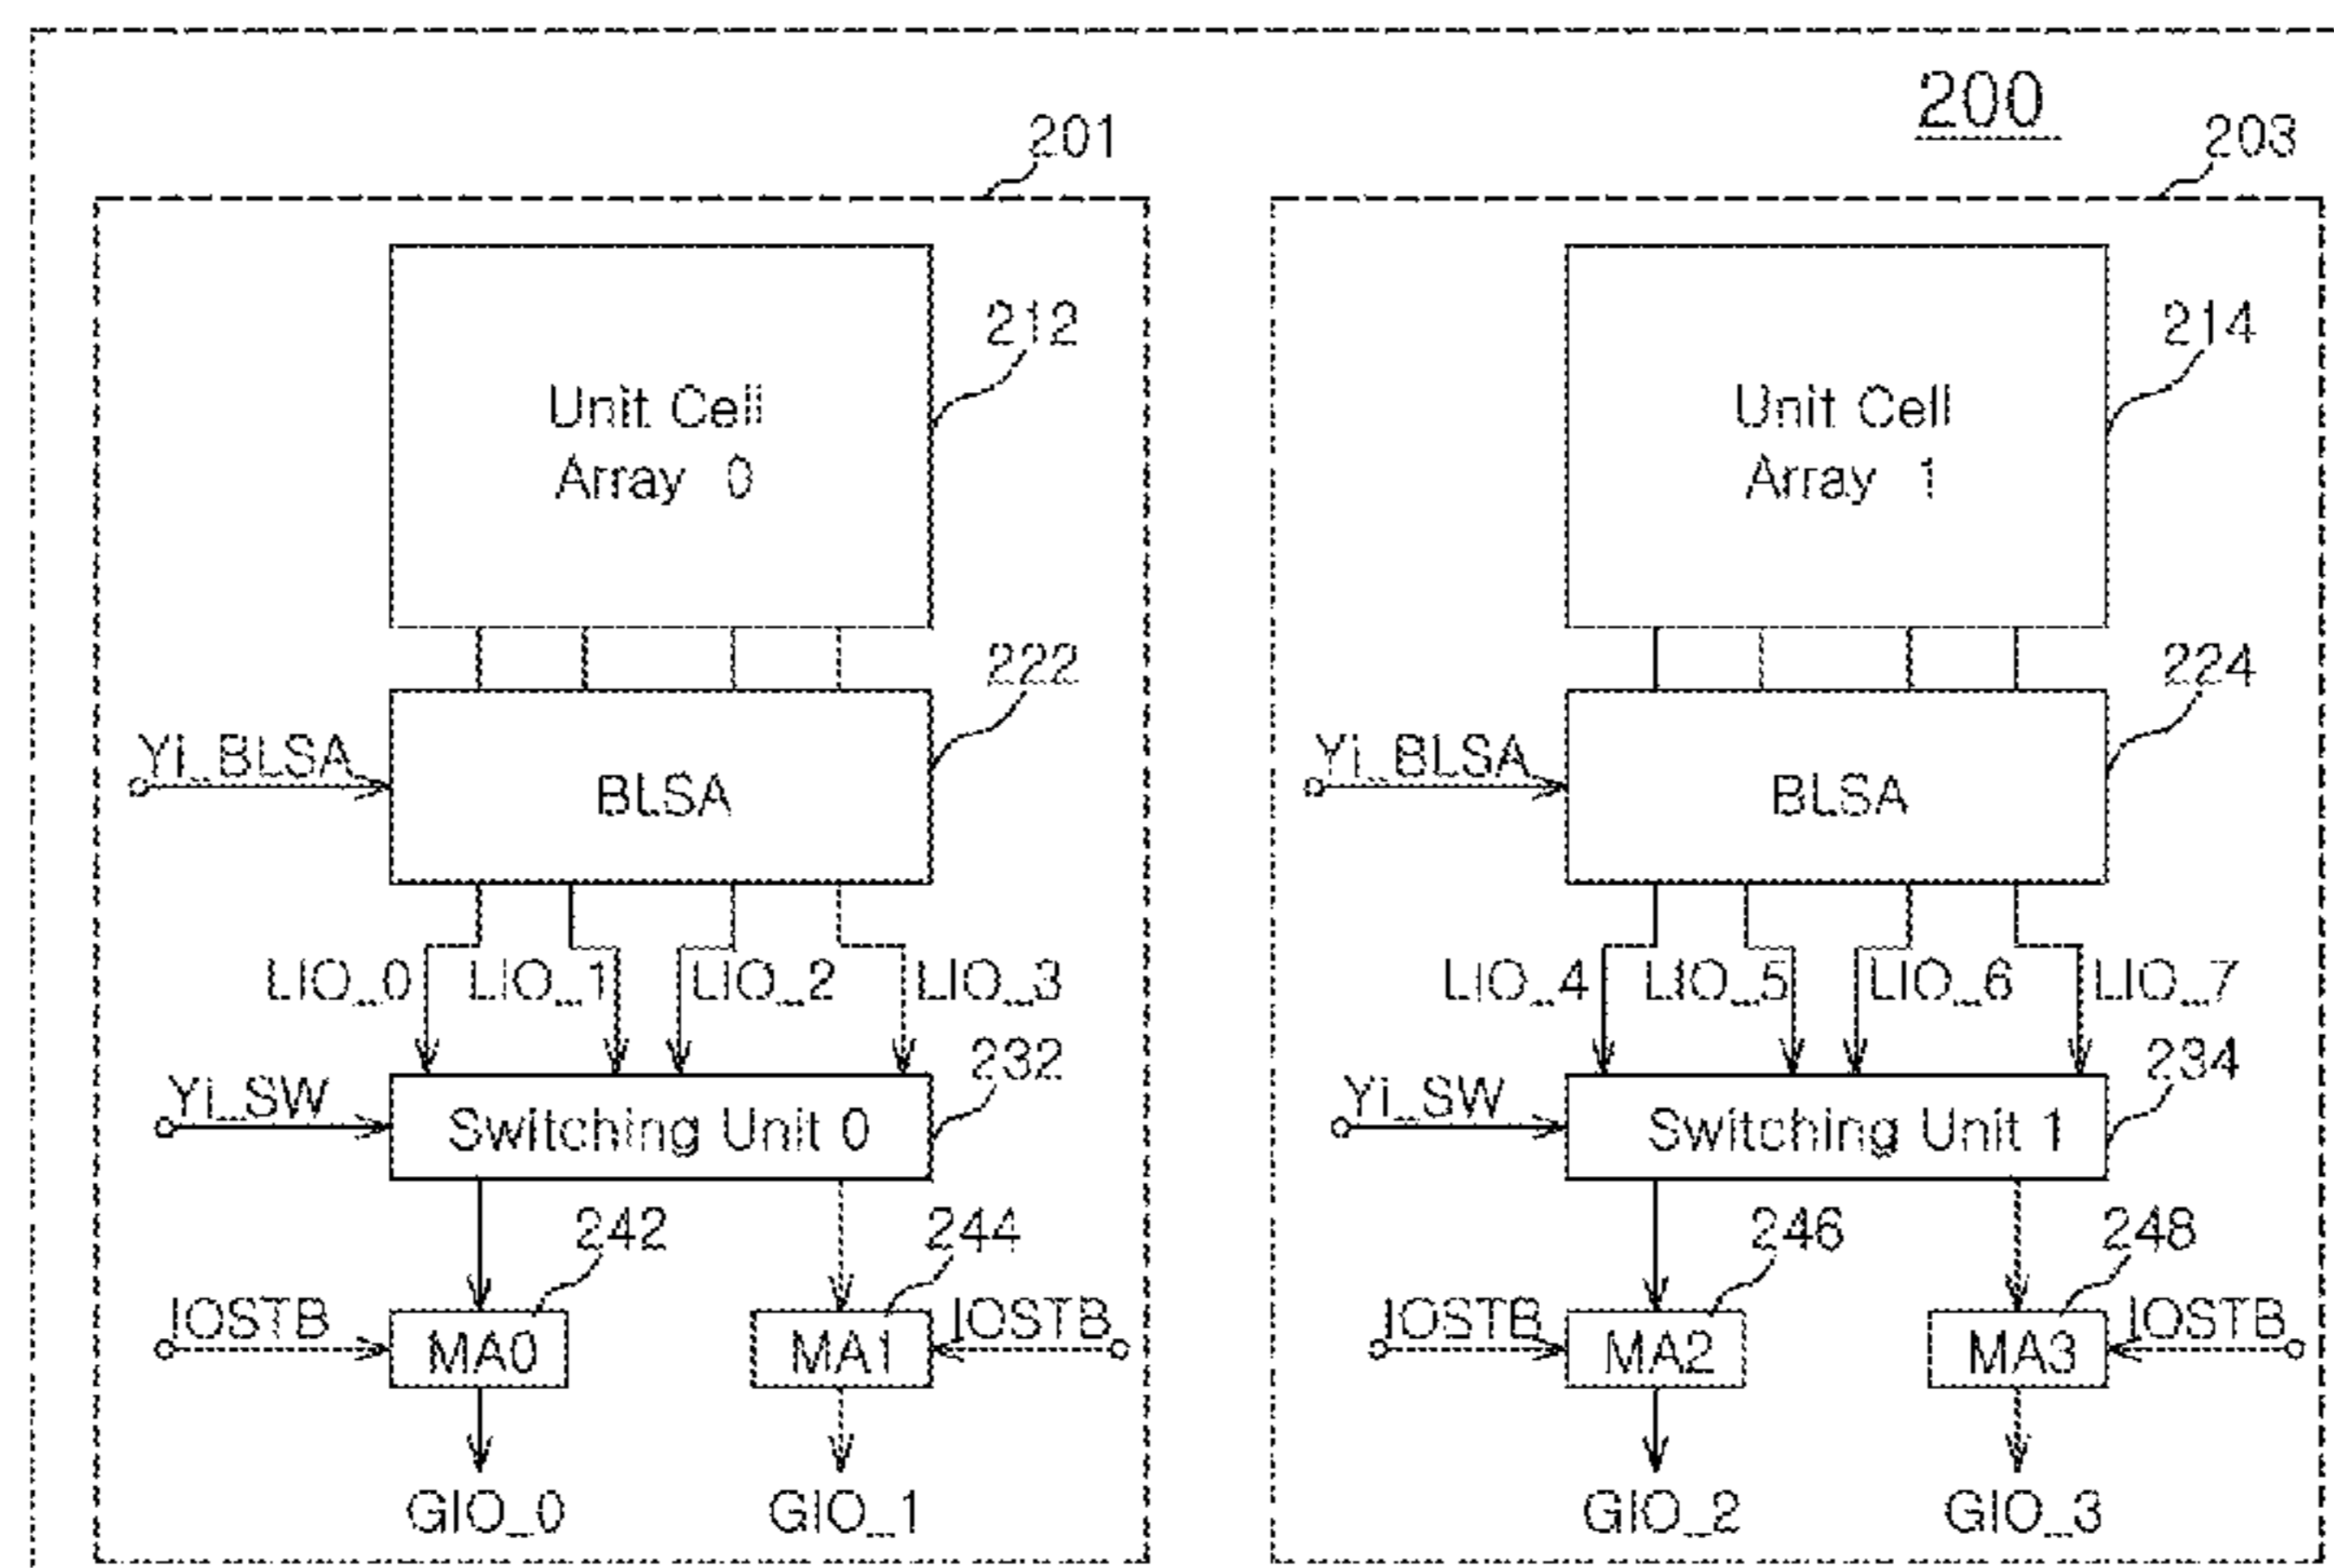 200
201
203
Unit Cell
Array 0
212
Unit Cell
Array 1
214
222
224
Yi_BLSA
BLSA
Yi_BLSA
BLSA
LIO_0
LIO_1
LIO_2
LIO_3
LIO_4
LIO_5
LIO_6
LIO_7
232
234
Yi_SW
Switching Unit 0
Yi_SW
Switching Unit 1
242
244
246
248
IOSTB
MA0
MA1
IOSTB
IOSTB
MA2
MA3
IOSTB
GIO_0
GIO_1
GIO_2
GIO_3